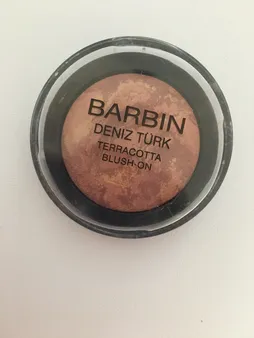 BARBIN
DENIZ TÜRK
TERRACOTTA
BLUSH-ON